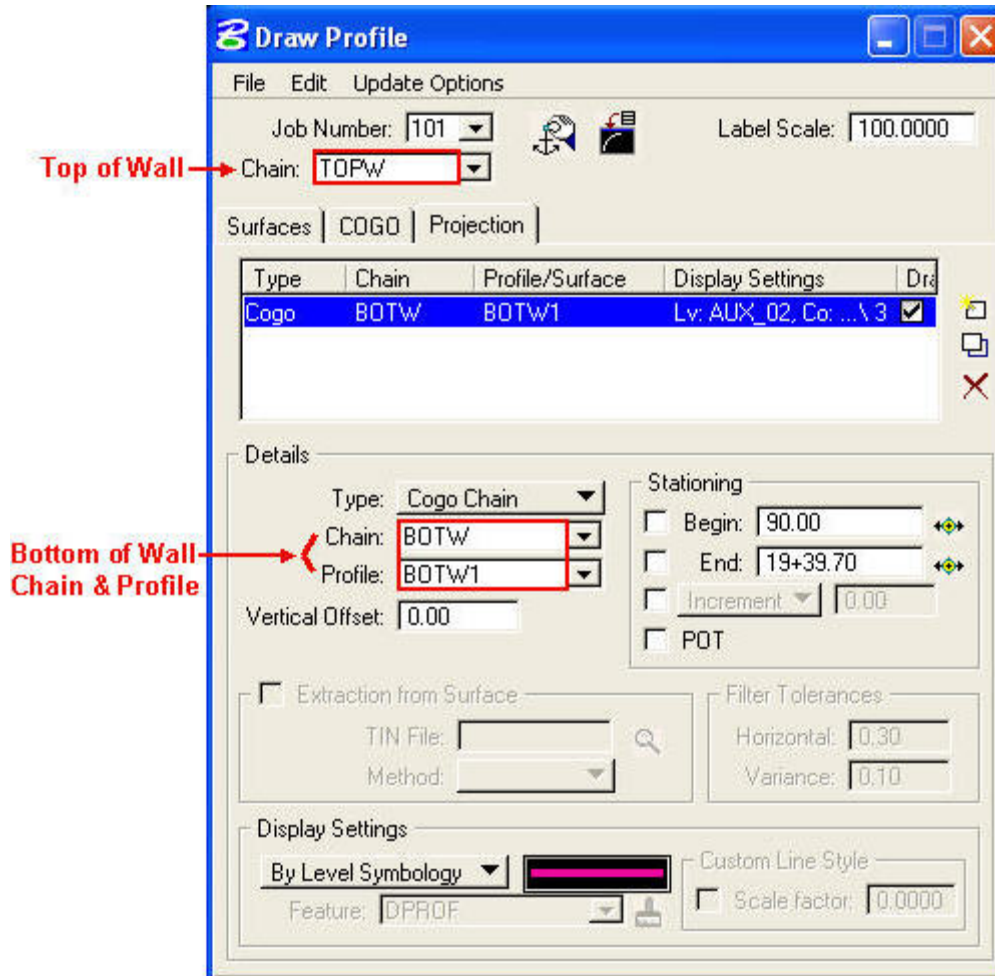 Draw Profile
File Edit Update Options
Job Number: 101 Label Scale: 100.0000
Top of Wall Chain: TOPW
Surfaces COGO Projection
Type Chain Profile/Surface Display Settings Dra
Cogo BOTW BOTW1 Lv: AUX_02, Co: ...\ 3
Details
Type: Cogo Chain
Stationing
Bottom of Wall
Chain & Profile
Chain: BOTW
Profile: BOTW1
Vertical Offset: 0.00
Begin: 90.00
End: 19+39.70
Increment 0.00
POT
Extraction from Surface
TIN File:
Method:
Filter Tolerances
Horizontal: 0.30
Variance: 0.10
Display Settings
By Level Symbology
Feature: DPROF
Custom Line Style
Scale factor: 0.0000